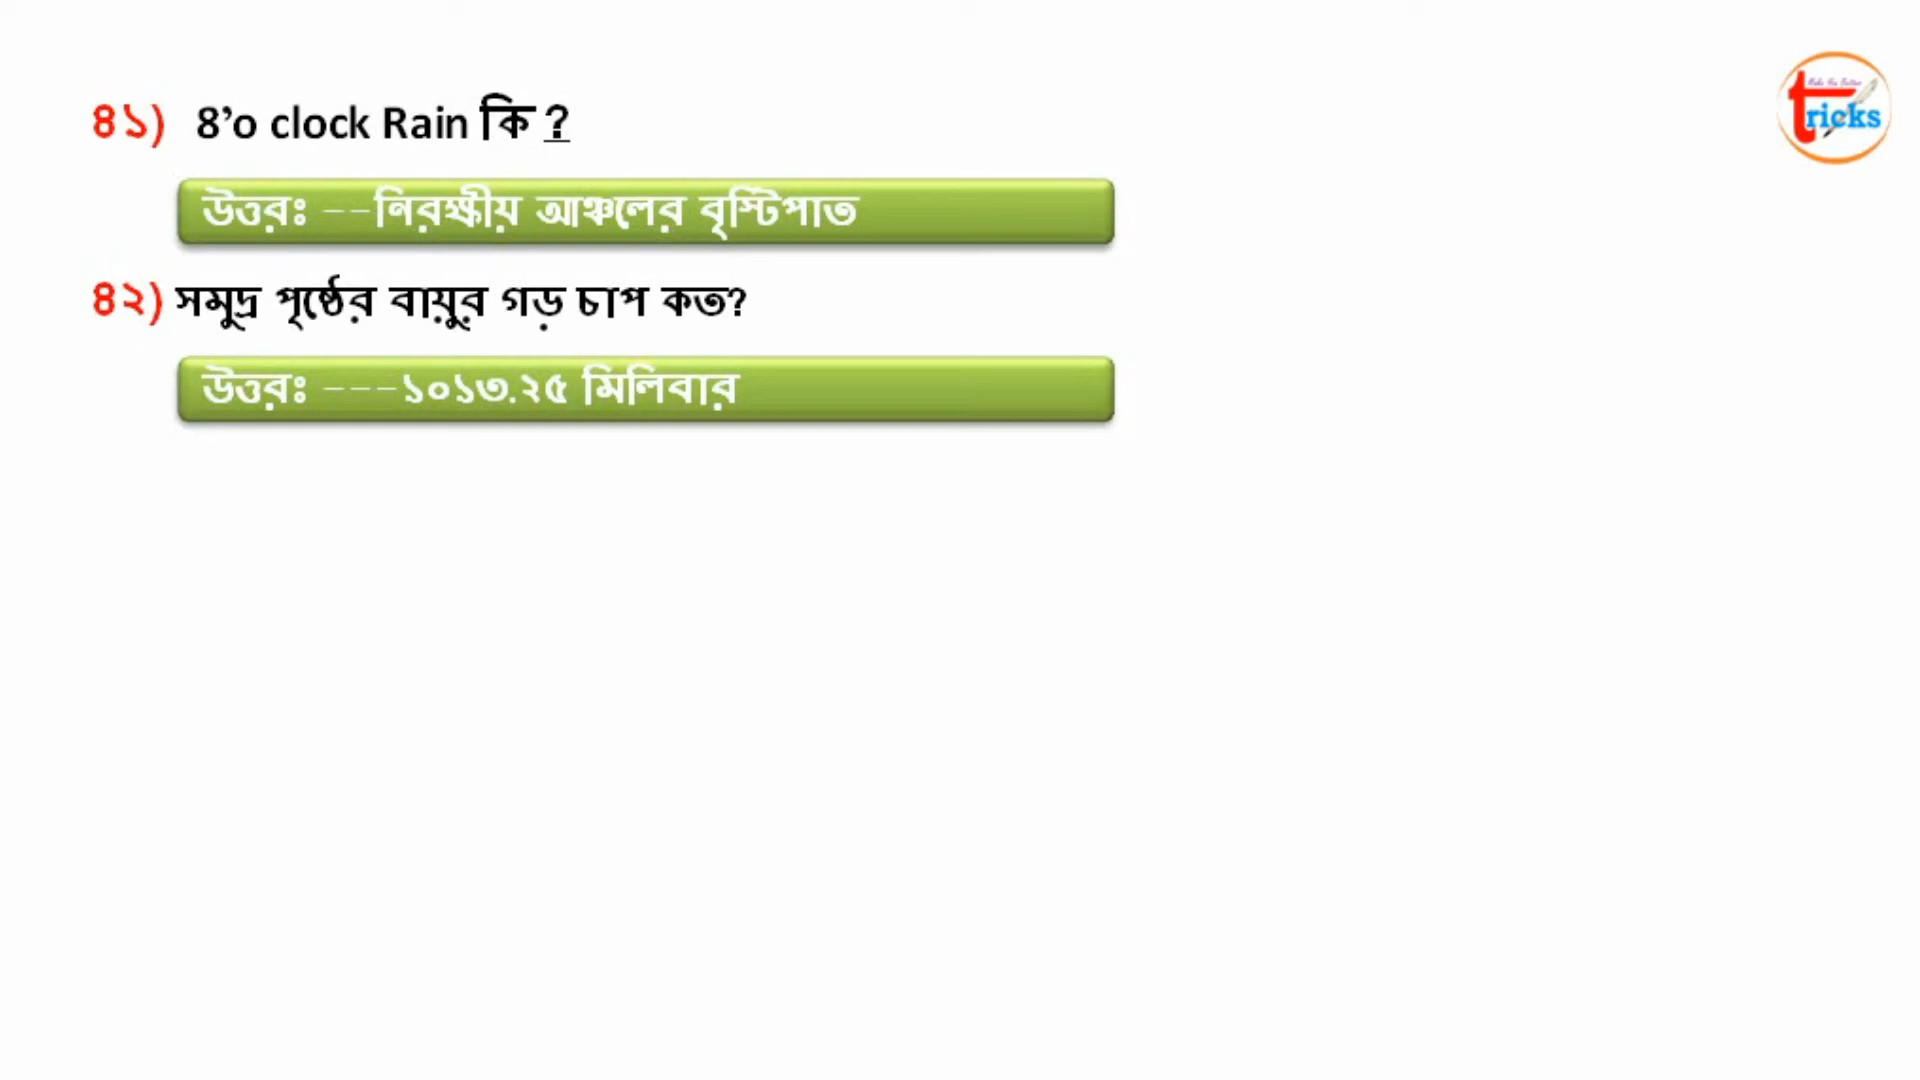 ৪১) 8’o clock Rain কি ?
উত্তরঃ --নিরক্ষীয় আঞ্চলের বৃস্টিপাত
৪২) সমুদ্র পৃষ্ঠের বায়ুর গড় চাপ কত?
উত্তরঃ ---১০১৩.২৫ মিলিবার
tricks